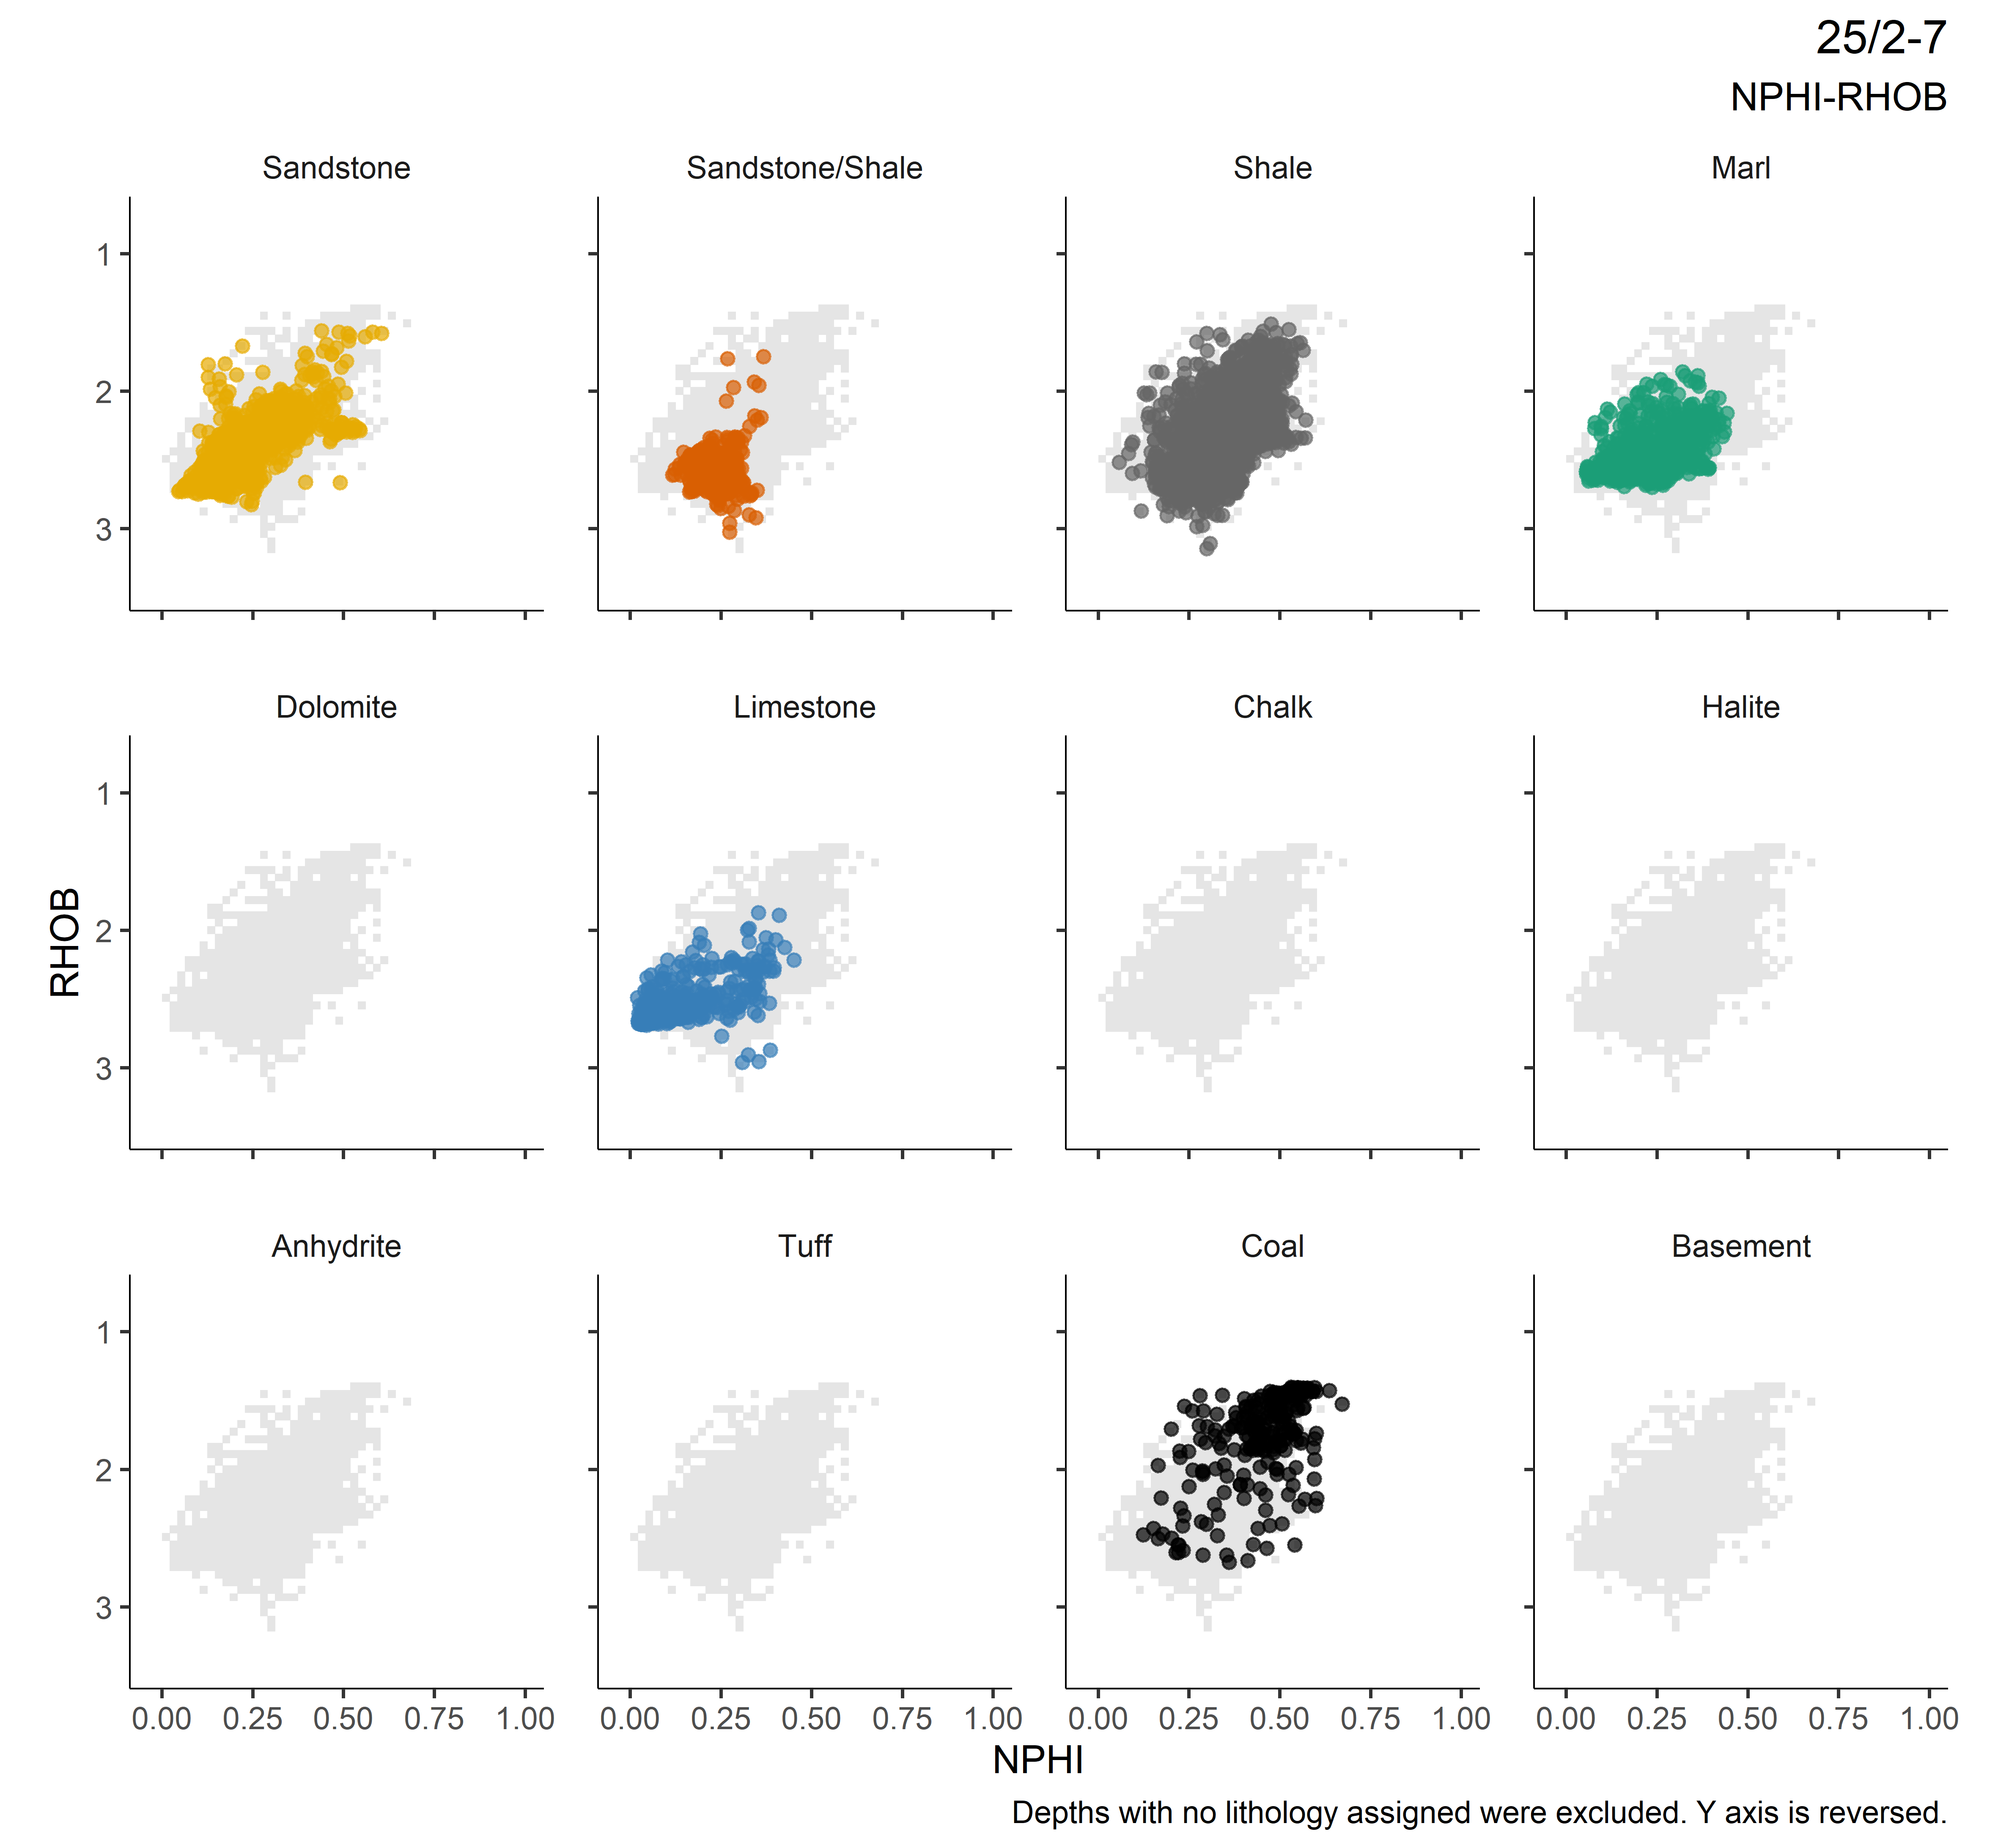 25/2-7
NPHI-RHOB
Sandstone
Sandstone/Shale
Shale
Marl
1
2
3
Dolomite
Limestone
Chalk
Halite
RHOB
1
2
3
Anhydrite
Tuff
Coal
Basement
1
2
3
0.00 0.25 0.50 0.75 1.00
0.00 0.25 0.50 0.75 1.00
0.00 0.25 0.50 0.75 1.00
0.00 0.25 0.50 0.75 1.00
NPHI
Depths with no lithology assigned were excluded. Y axis is reversed.